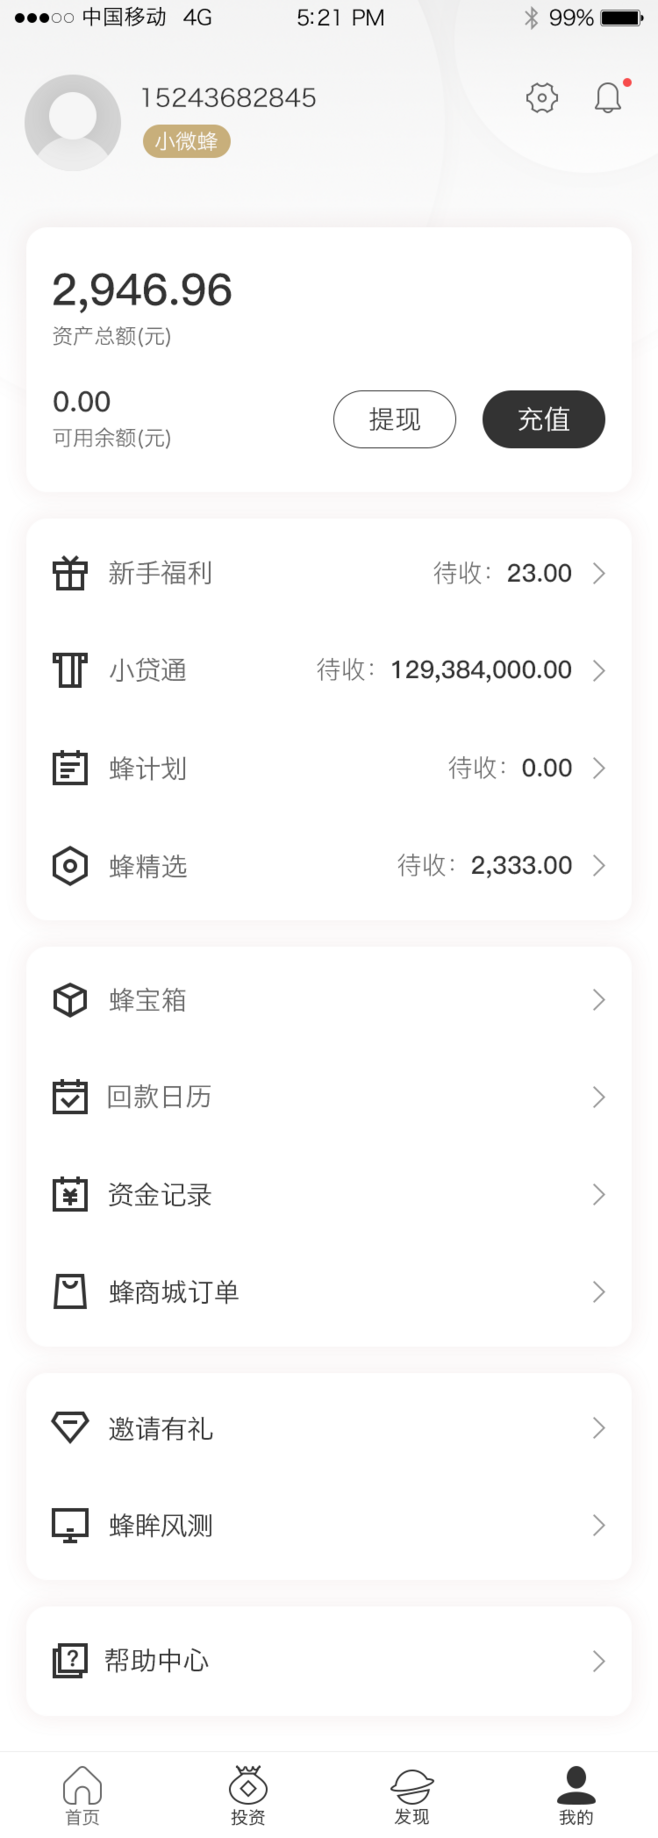 中国移动 4G 5:21 PM 99%
15243682845
小微蜂
2,946.96
资产总额(元)
0.00
可用余额(元)
提现 充值
新手福利 待收: 23.00
小贷通 待收: 129,384,000.00
蜂计划 待收: 0.00
蜂精选 待收: 2,333.00
蜂宝箱
回款日历
资金记录
蜂商城订单
邀请有礼
蜂眸风测
帮助中心
首页 投资 发现 我的